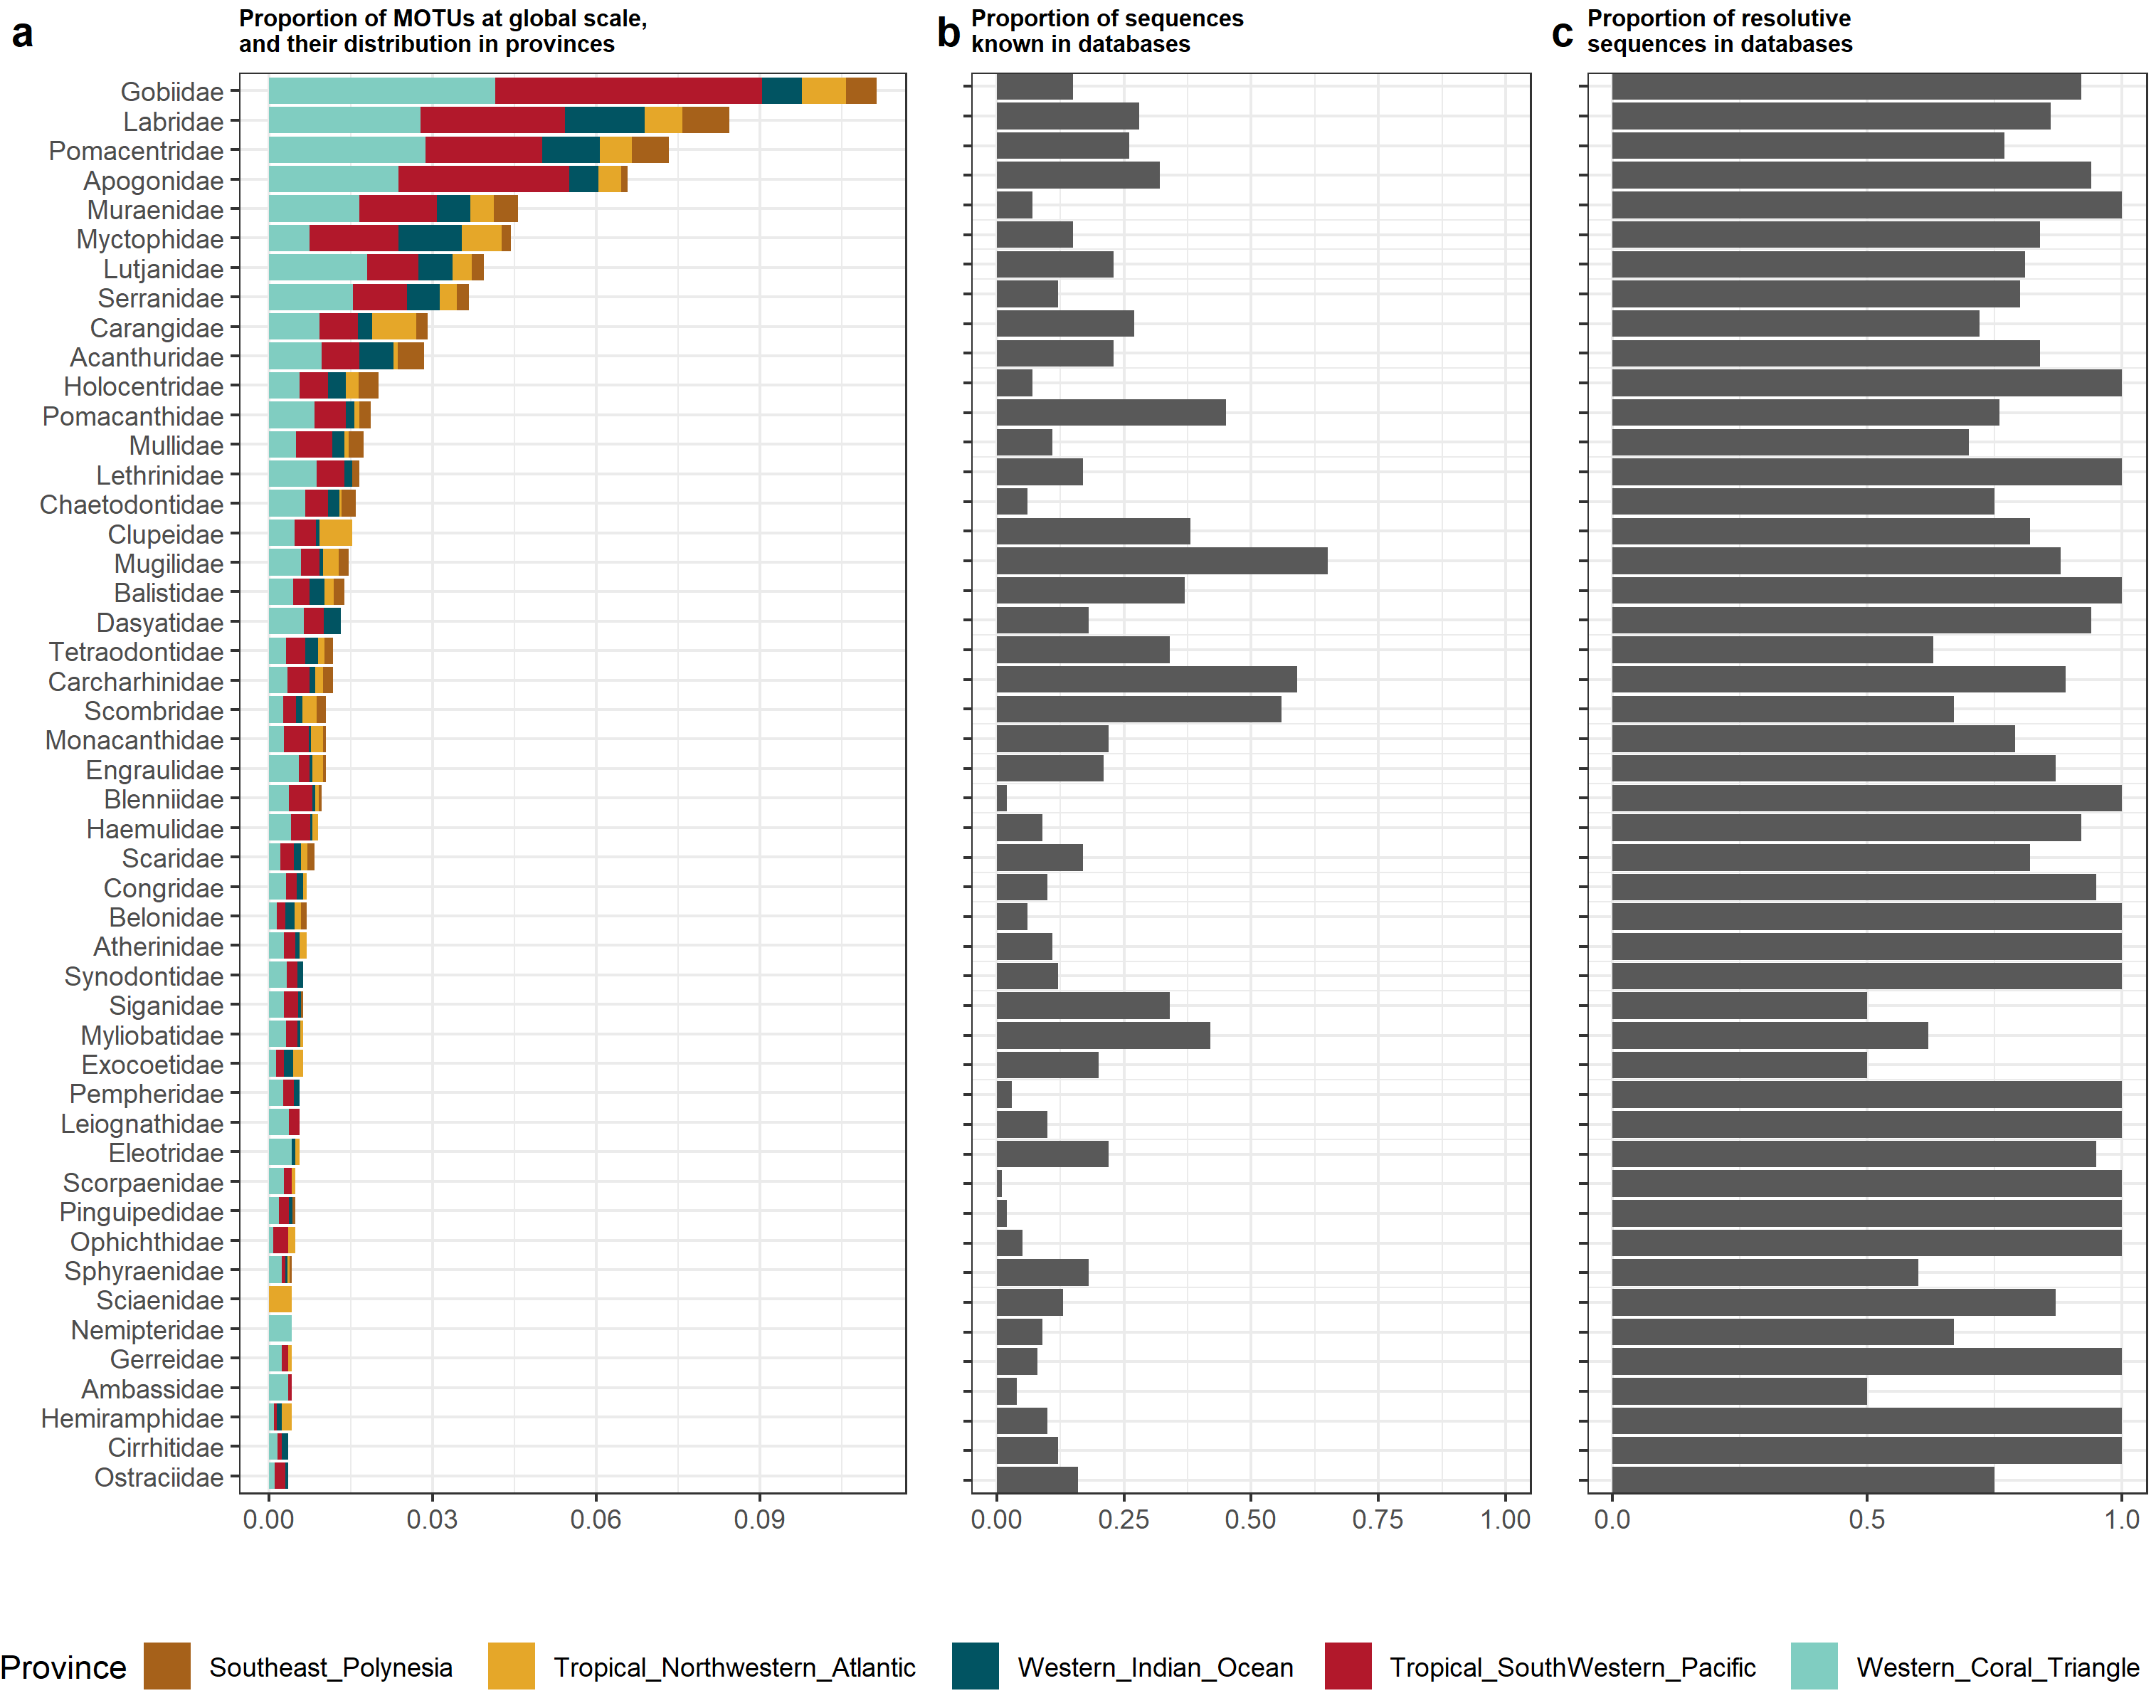 a
Proportion of MOTUs at global scale,
and their distribution in provinces
b
Proportion of sequences
known in databases
c
Proportion of resolutive
sequences in databases
Gobiidae
Labridae
Pomacentridae
Apogonidae
Muraenidae
Myctophidae
Lutjanidae
Serranidae
Carangidae
Acanthuridae
Holocentridae
Pomacanthidae
Mullidae
Lethrinidae
Chaetodontidae
Clupeidae
Mugilidae
Balistidae
Dasyatidae
Tetraodontidae
Carcharhinidae
Scombridae
Monacanthidae
Engraulidae
Blenniidae
Haemulidae
Scaridae
Congridae
Belonidae
Atherinidae
Synodontidae
Siganidae
Myliobatidae
Exocoetidae
Pempheridae
Leiognathidae
Eleotridae
Scorpaenidae
Pinguipedidae
Ophichthidae
Sphyraenidae
Sciaenidae
Nemipteridae
Gerreidae
Ambassidae
Hemiramphidae
Cirrhitidae
Ostraciidae
0.00 0.03 0.06 0.09
0.00 0.25 0.50 0.75 1.00
0.0 0.5 1.0
Province Southeast_Polynesia Tropical_Northwestern_Atlantic Western_Indian_Ocean Tropical_SouthWestern_Pacific Western_Coral_Triangle